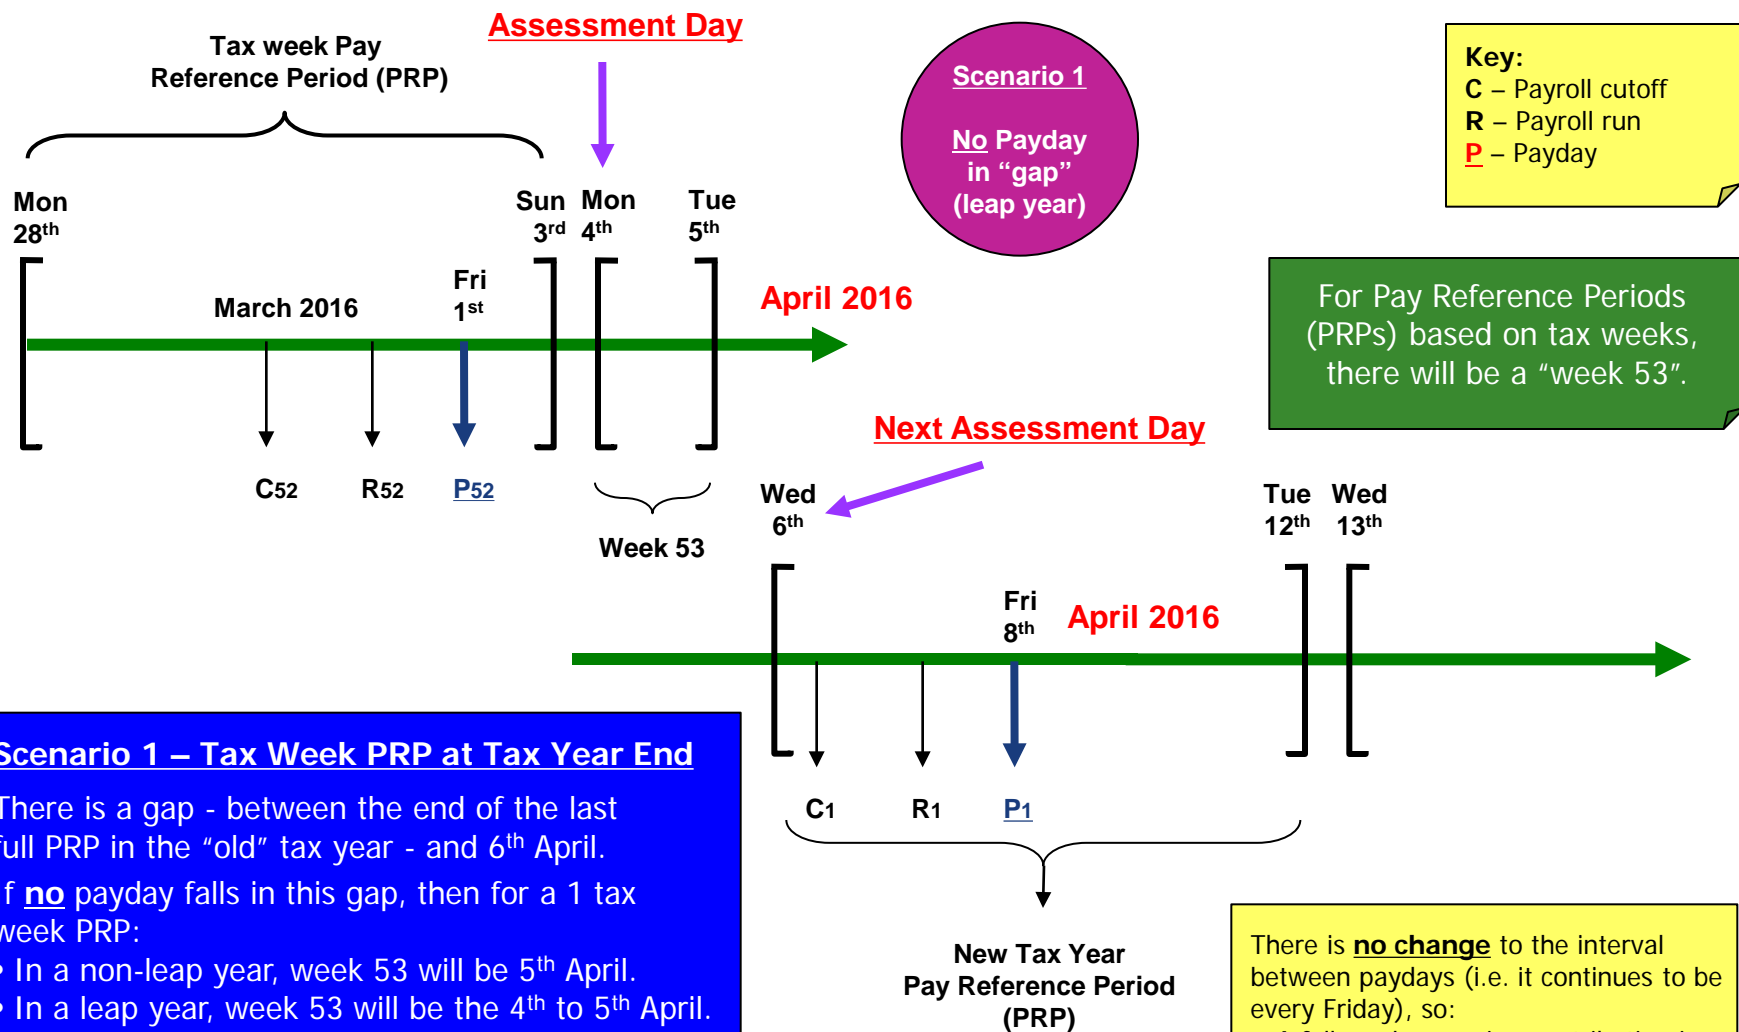 Assessment Day
Tax week Pay
Reference Period (PRP)
Scenario 1
No Payday
in “gap”
(leap year)
Key:
C – Payroll cutoff
R – Payroll run
P – Payday
Mon
28th
Sun
3rd
Mon
4th
Tue
5th
March 2016
Fri
1st
April 2016
For Pay Reference Periods
(PRPs) based on tax weeks,
there will be a “week 53”.
C52
R52
P52
Week 53
Next Assessment Day
Wed
6th
Tue
12th
Wed
13th
Fri
8th
April 2016
C1
R1
P1
New Tax Year
Pay Reference Period
(PRP)
Scenario 1 – Tax Week PRP at Tax Year End
There is a gap - between the end of the last
full PRP in the “old” tax year - and 6th April.
If no payday falls in this gap, then for a 1 tax
week PRP:
• In a non-leap year, week 53 will be 5th April.
• In a leap year, week 53 will be the 4th to 5th April.
There is no change to the interval
between paydays (i.e. it continues to be
every Friday), so: